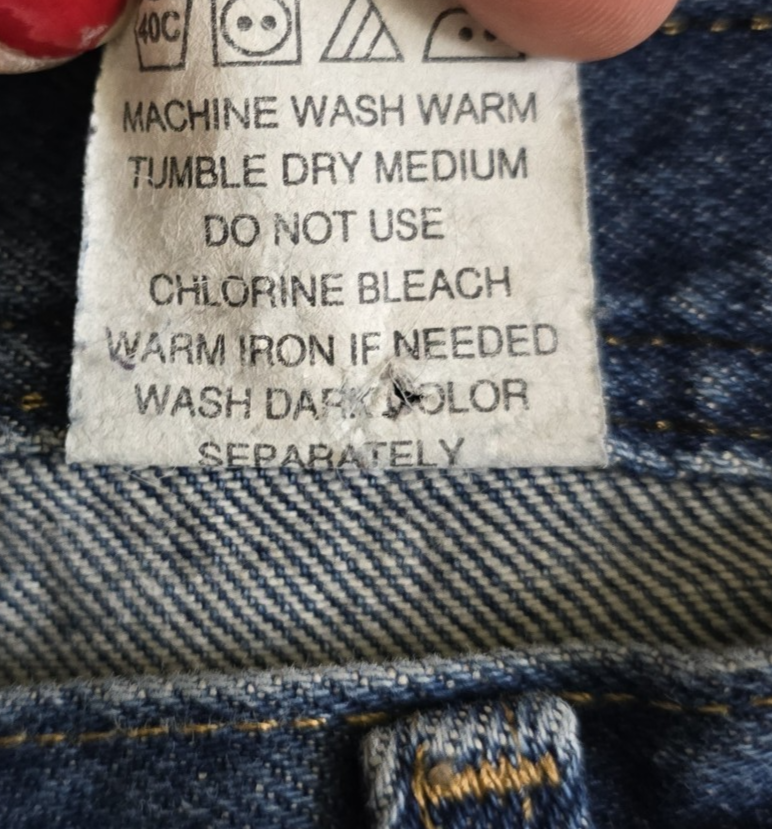 40C
MACHINE WASH WARM
TUMBLE DRY MEDIUM
DO NOT USE
CHLORINE BLEACH
WARM IRON IF NEEDED
WASH DARK COLOR
SEPARATELY